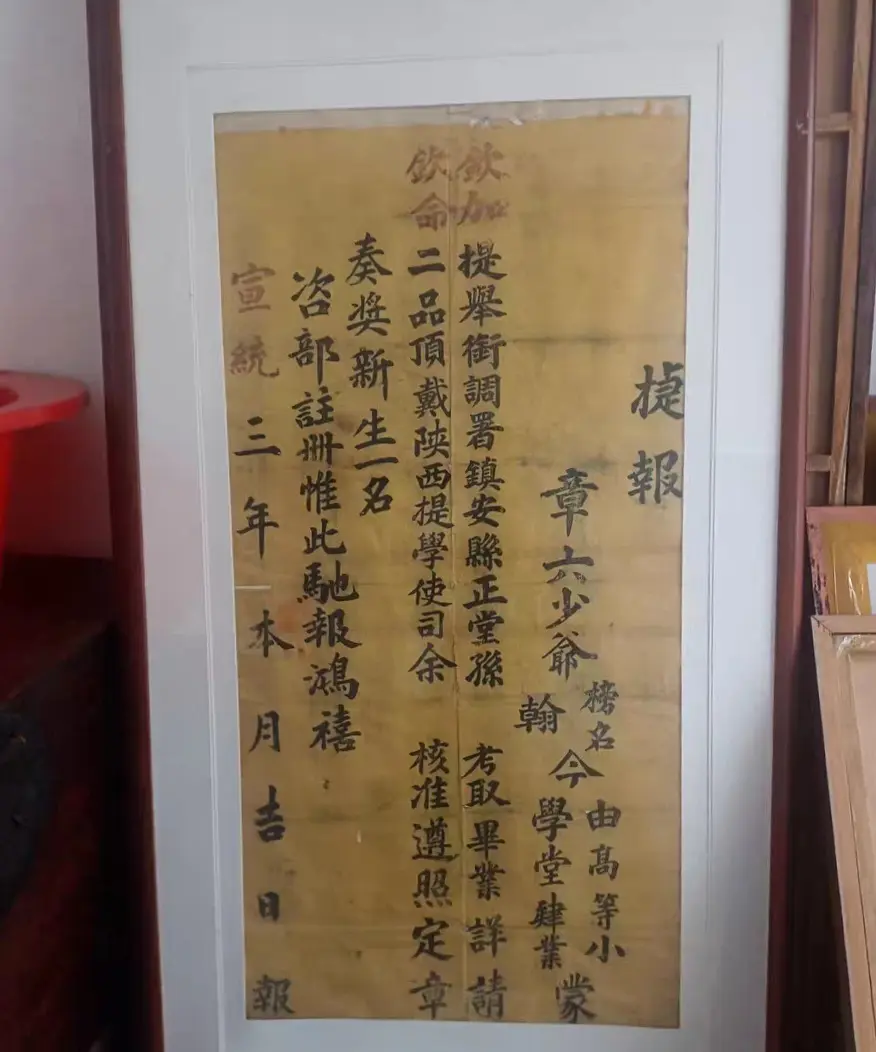 捷報
章六少爺榜名翰今由高等小學堂肄業蒙
欽加提舉銜調署鎮安縣正堂孫考取畢業詳請
欽命二品頂戴陝西提學使司余核准遵照定章
奏奬新生一名
咨部註冊惟此馳報鴻禧
宣統三年本月吉日報